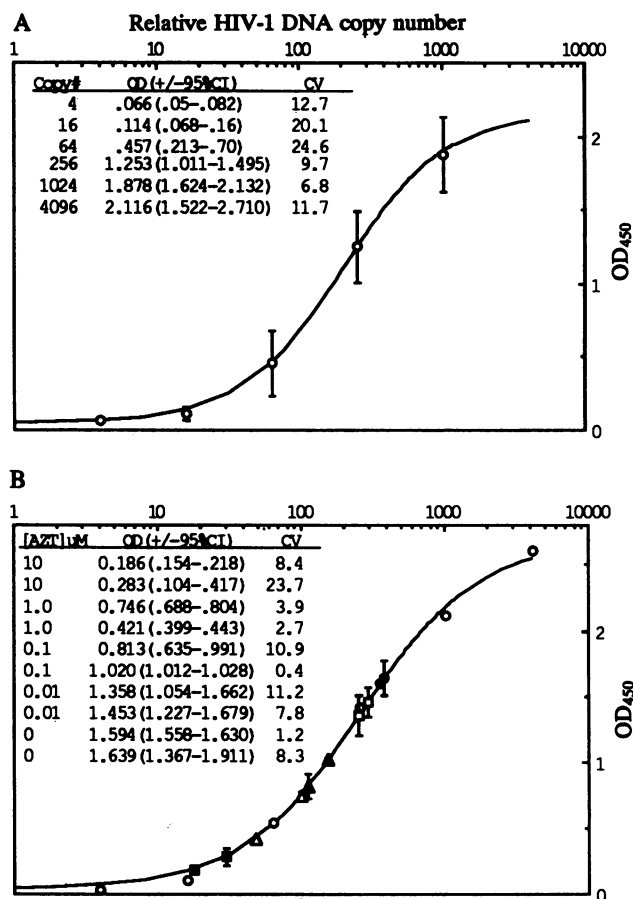 A Relative HIV-1 DNA copy number
1 10 100 1000 10000
Copy# OD(+/-95%CI) CV
4 .066(.05-.082) 12.7
16 .114(.068-.16) 20.1
64 .457(.213-.70) 24.6
256 1.253(1.011-1.495) 9.7
1024 1.878(1.624-2.132) 6.8
4096 2.116(1.522-2.710) 11.7
2
1
0
OD450
B
1 10 100 1000 10000
[AZT]uM OD(+/-95%CI) CV
10 0.186(.154-.218) 8.4
10 0.283(.104-.417) 23.7
1.0 0.746(.688-.804) 3.9
1.0 0.421(.399-.443) 2.7
0.1 0.813(.635-.991) 10.9
0.1 1.020(1.012-1.028) 0.4
0.01 1.358(1.054-1.662) 11.2
0.01 1.453(1.227-1.679) 7.8
0 1.594(1.558-1.630) 1.2
0 1.639(1.367-1.911) 8.3
2
1
0
OD450